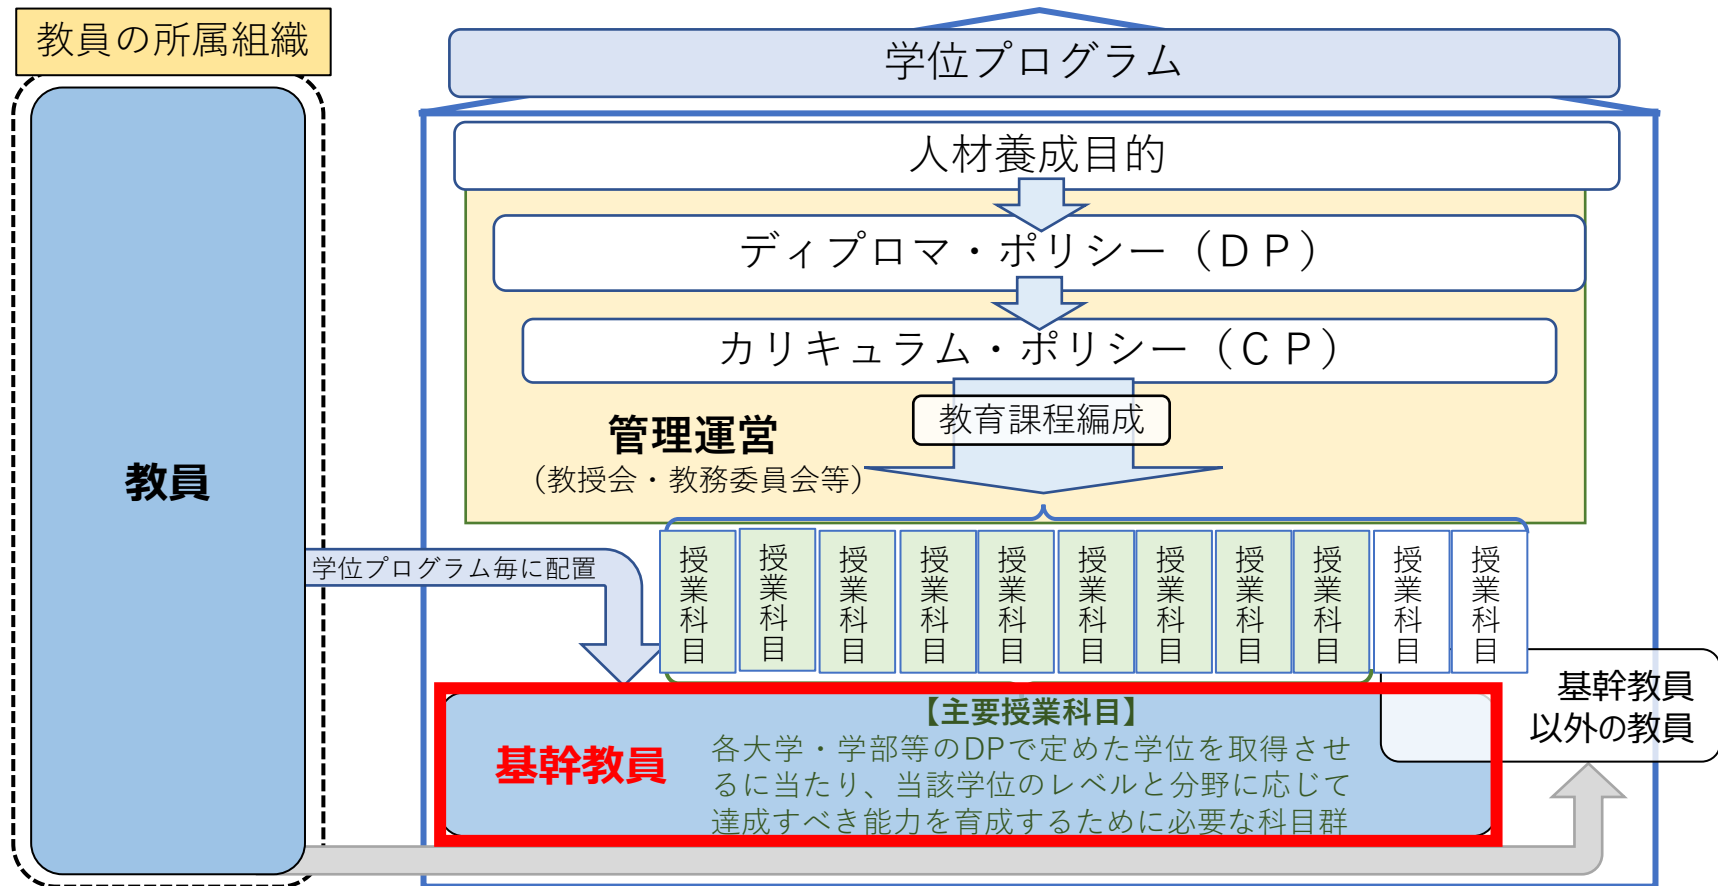 教員の所属組織
教員
学位プログラム
人材養成目的
ディプロマ・ポリシー（ＤＰ）
カリキュラム・ポリシー（ＣＰ）
教育課程編成
管理運営
（教授会・教務委員会等）
学位プログラム毎に配置
授業科目
授業科目
授業科目
授業科目
授業科目
授業科目
授業科目
授業科目
授業科目
授業科目
授業科目
基幹教員
【主要授業科目】
各大学・学部等のDPで定めた学位を取得させ
るに当たり、当該学位のレベルと分野に応じて
達成すべき能力を育成するために必要な科目群
基幹教員
以外の教員